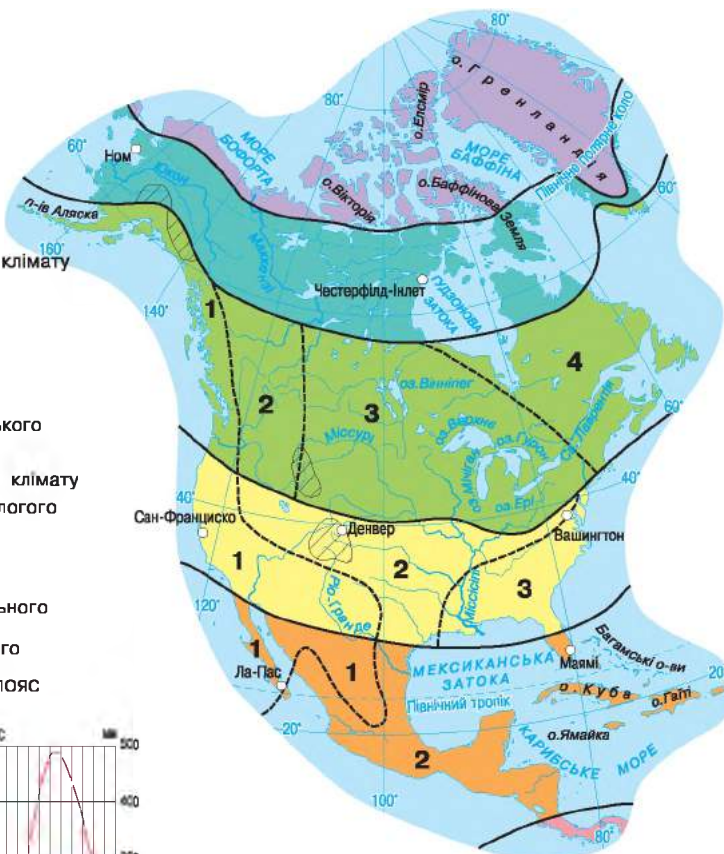 клімату
ького
клімату
логого
ьного
го
пояс
80°
80°
о. Гренландія
о.Елсмір
МОРЕ БАФФІНА
Північне Полярне коло
60°
60°
Ном
МОРЕ БОФОРТА
Юкон
о.Вікторія
о.Баффінова Земля
п-ів Аляска
160°
Макензі
Честерфілд-Інлет
ГУДЗОНОВА ЗАТОКА
140°
1
2
3
4
оз.Вінніпег
Міссурі
оз.Верхнє
оз.Мічіган
оз.Гурон
оз.Ері
Св. Лаврентія
60°
40°
40°
Сан-Франциско
Денвер
Вашингтон
1
2
3
Ріо-Гранде
Міссісіпі
120°
1
1
Ла-Пас
МЕКСИКАНСЬКА ЗАТОКА
Маямі
Багамські о-ви
Північний тропік
о. Куба
о.Гаїті
20°
20°
о.Ямайка
КАРИБСЬКЕ МОРЕ
2
100°
80°
С
мм
500
400